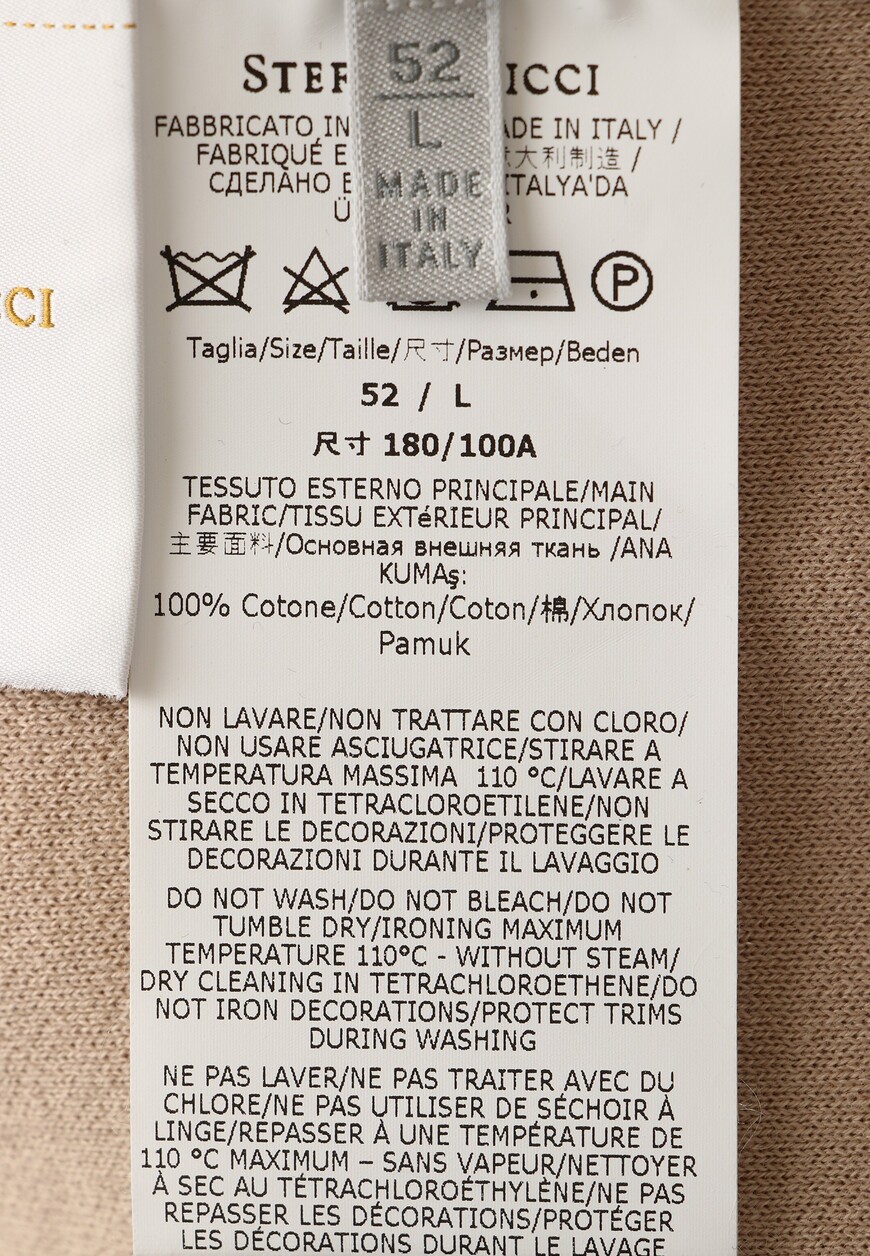 52
L
MADE
IN
ITALY
CCI
STEF ICCI
FABBRICATO IN ADE IN ITALY /
FABRIQUÉ E 大利制造 /
СДЕЛАНО İTALYA'DA
Ü
P
Taglia/Size/Taille/尺寸/Размер/Beden
52 / L
尺寸 180/100A
TESSUTO ESTERNO PRINCIPALE/MAIN
FABRIC/TISSU EXTéRIEUR PRINCIPAL/
主要面料/Основная внешняя ткань /ANA
KUMAş:
100% Cotone/Cotton/Coton/棉/Хлопок/
Pamuk
NON LAVARE/NON TRATTARE CON CLORO/
NON USARE ASCIUGATRICE/STIRARE A
TEMPERATURA MASSIMA 110 °C/LAVARE A
SECCO IN TETRACLOROETILENE/NON
STIRARE LE DECORAZIONI/PROTEGGERE LE
DECORAZIONI DURANTE IL LAVAGGIO
DO NOT WASH/DO NOT BLEACH/DO NOT
TUMBLE DRY/IRONING MAXIMUM
TEMPERATURE 110°C - WITHOUT STEAM/
DRY CLEANING IN TETRACHLOROETHENE/DO
NOT IRON DECORATIONS/PROTECT TRIMS
DURING WASHING
NE PAS LAVER/NE PAS TRAITER AVEC DU
CHLORE/NE PAS UTILISER DE SÉCHOIR À
LINGE/REPASSER À UNE TEMPÉRATURE DE
110 °C MAXIMUM – SANS VAPEUR/NETTOYER
À SEC AU TÉTRACHLOROÉTHYLÈNE/NE PAS
REPASSER LES DÉCORATIONS/PROTÉGER
LES DÉCORATIONS DURANT LE LAVAGE